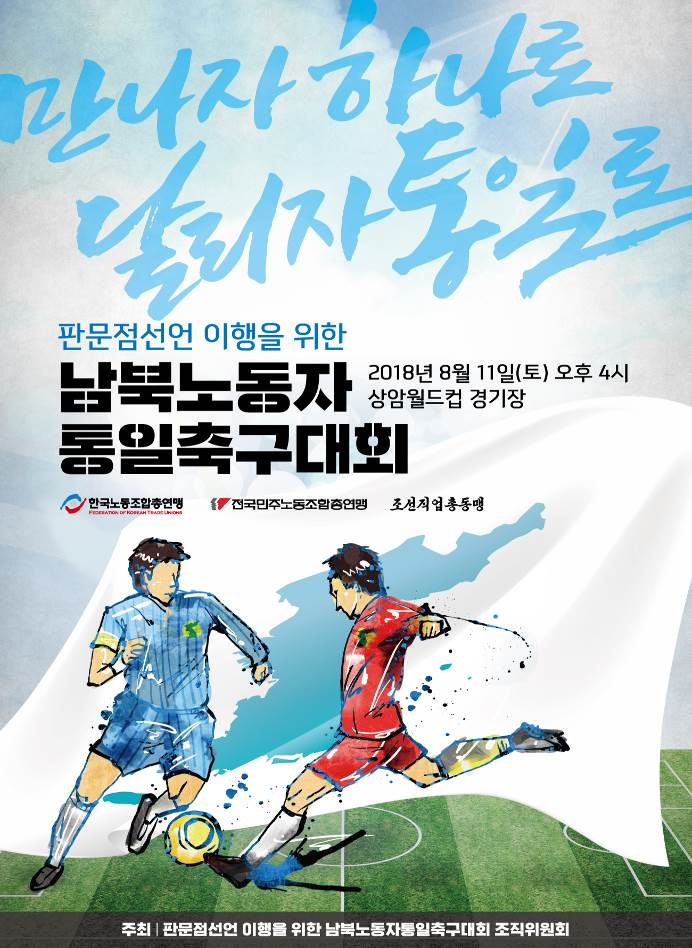 만나자 하나로
달리자 통일로
판문점선언 이행을 위한
남북노동자
통일축구대회
2018년 8월 11일(토) 오후 4시
상암월드컵 경기장
한국노동조합총연맹
FEDERATION OF KOREAN TRADE UNIONS
전국민주노동조합총연맹
조선직업총동맹
주최 | 판문점선언 이행을 위한 남북노동자통일축구대회 조직위원회